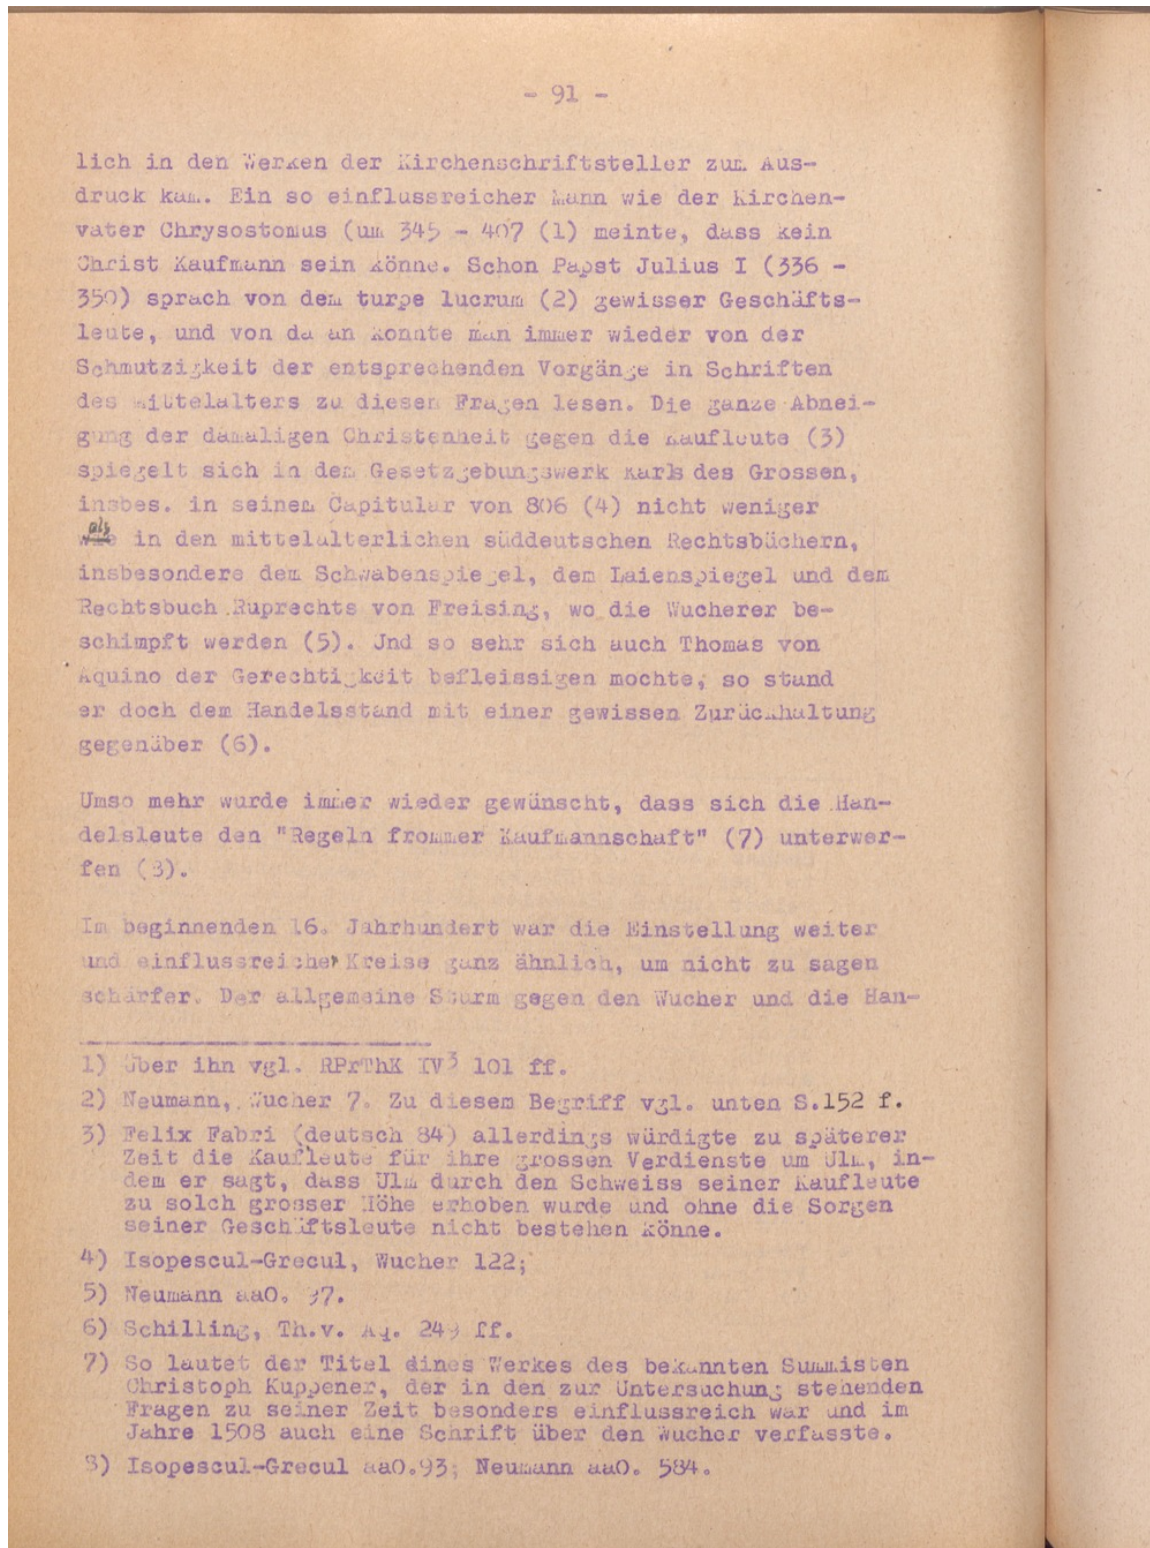 - 91 -
lich in den Werken der Kirchenschriftsteller zum Aus-
druck kam. Ein so einflussreicher Mann wie der Kirchen-
vater Chrysostomus (um 345 - 407 (1) meinte, dass kein
Christ Kaufmann sein könne. Schon Papst Julius I (336 -
350) sprach von dem turpe lucrum (2) gewisser Geschäfts-
leute, und von da an konnte man immer wieder von der
Schmutzigkeit der entsprechenden Vorgänge in Schriften
des Mittelalters zu diesen Fragen lesen. Die ganze Abnei-
gung der damaligen Christenheit gegen die Kaufleute (3)
spiegelt sich in dem Gesetzgebungswerk Karls des Grossen,
insbes. in seinem Capitular von 806 (4) nicht weniger
als in den mittelalterlichen süddeutschen Rechtsbüchern,
insbesondere dem Schwabenspiegel, dem Laienspiegel und dem
Rechtsbuch Ruprechts von Freising, wo die Wucherer be-
schimpft werden (5). Jnd so sehr sich auch Thomas von
Aquino der Gerechtigkeit befleissigen mochte, so stand
er doch dem Handelsstand mit einer gewissen Zurückhaltung
gegenüber (6).
Umso mehr wurde immer wieder gewünscht, dass sich die Han-
delsleute den "Regeln frommer Kaufmannschaft" (7) unterwer-
fen (8).
Im beginnenden 16. Jahrhundert war die Einstellung weiter
und einflussreicher Kreise ganz ähnlich, um nicht zu sagen
schärfer. Der allgemeine Sturm gegen den Wucher und die Han-
1) Über ihn vgl. RPrThK IV³ 101 ff.
2) Neumann, Wucher 7. Zu diesem Begriff vgl. unten S.152 f.
3) Felix Fabri (deutsch 84) allerdings würdigte zu späterer
Zeit die Kaufleute für ihre grossen Verdienste um Ulm, in-
dem er sagt, dass Ulm durch den Schweiss seiner Kaufleute
zu solch grosser Höhe erhoben wurde und ohne die Sorgen
seiner Geschäftsleute nicht bestehen könne.
4) Isopescul-Grecul, Wucher 122;
5) Neumann aaO. 97.
6) Schilling, Th.v. Aq. 249 ff.
7) So lautet der Titel eines Werkes des bekannten Summisten
Christoph Kuppener, der in den zur Untersuchung stehenden
Fragen zu seiner Zeit besonders einflussreich war und im
Jahre 1508 auch eine Schrift über den Wucher verfasste.
8) Isopescul-Grecul aaO.93; Neumann aaO. 584.